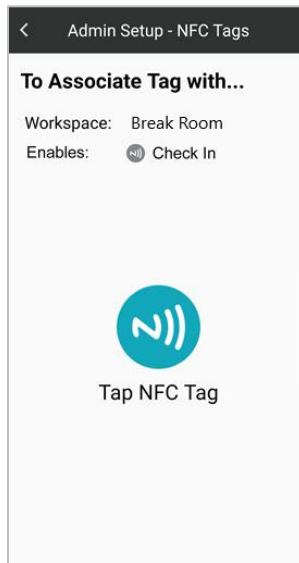 Admin Setup - NFC Tags
To Associate Tag with...
Workspace: Break Room
Enables: Check In
Tap NFC Tag